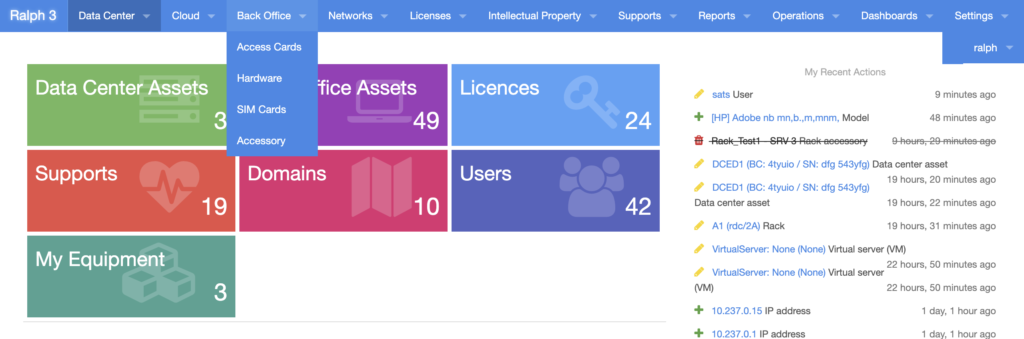 Ralph 3 Data Center Cloud Back Office Networks Licenses Intellectual Property Supports Reports Operations Dashboards Settings
ralph
Access Cards
Hardware
SIM Cards
Accessory
Data Center Assets
3
ffice Assets
49
Licences
24
Supports
19
Domains
10
Users
42
My Equipment
3
My Recent Actions
sats User 9 minutes ago
[HP] Adobe nb mn,b.,m,mnm, Model 48 minutes ago
Rack_Test1 - SRV 3 Rack accessory 9 hours, 29 minutes ago
DCED1 (BC: 4tyuio / SN: dfg 543yfg) Data center asset
19 hours, 20 minutes ago
DCED1 (BC: 4tyuio / SN: dfg 543yfg)
Data center asset 19 hours, 22 minutes ago
A1 (rdc/2A) Rack 19 hours, 31 minutes ago
VirtualServer: None (None) Virtual server (VM)
22 hours, 50 minutes ago
VirtualServer: None (None) Virtual server
(VM) 22 hours, 50 minutes ago
10.237.0.15 IP address 1 day, 1 hour ago
10.237.0.1 IP address 1 day, 1 hour ago